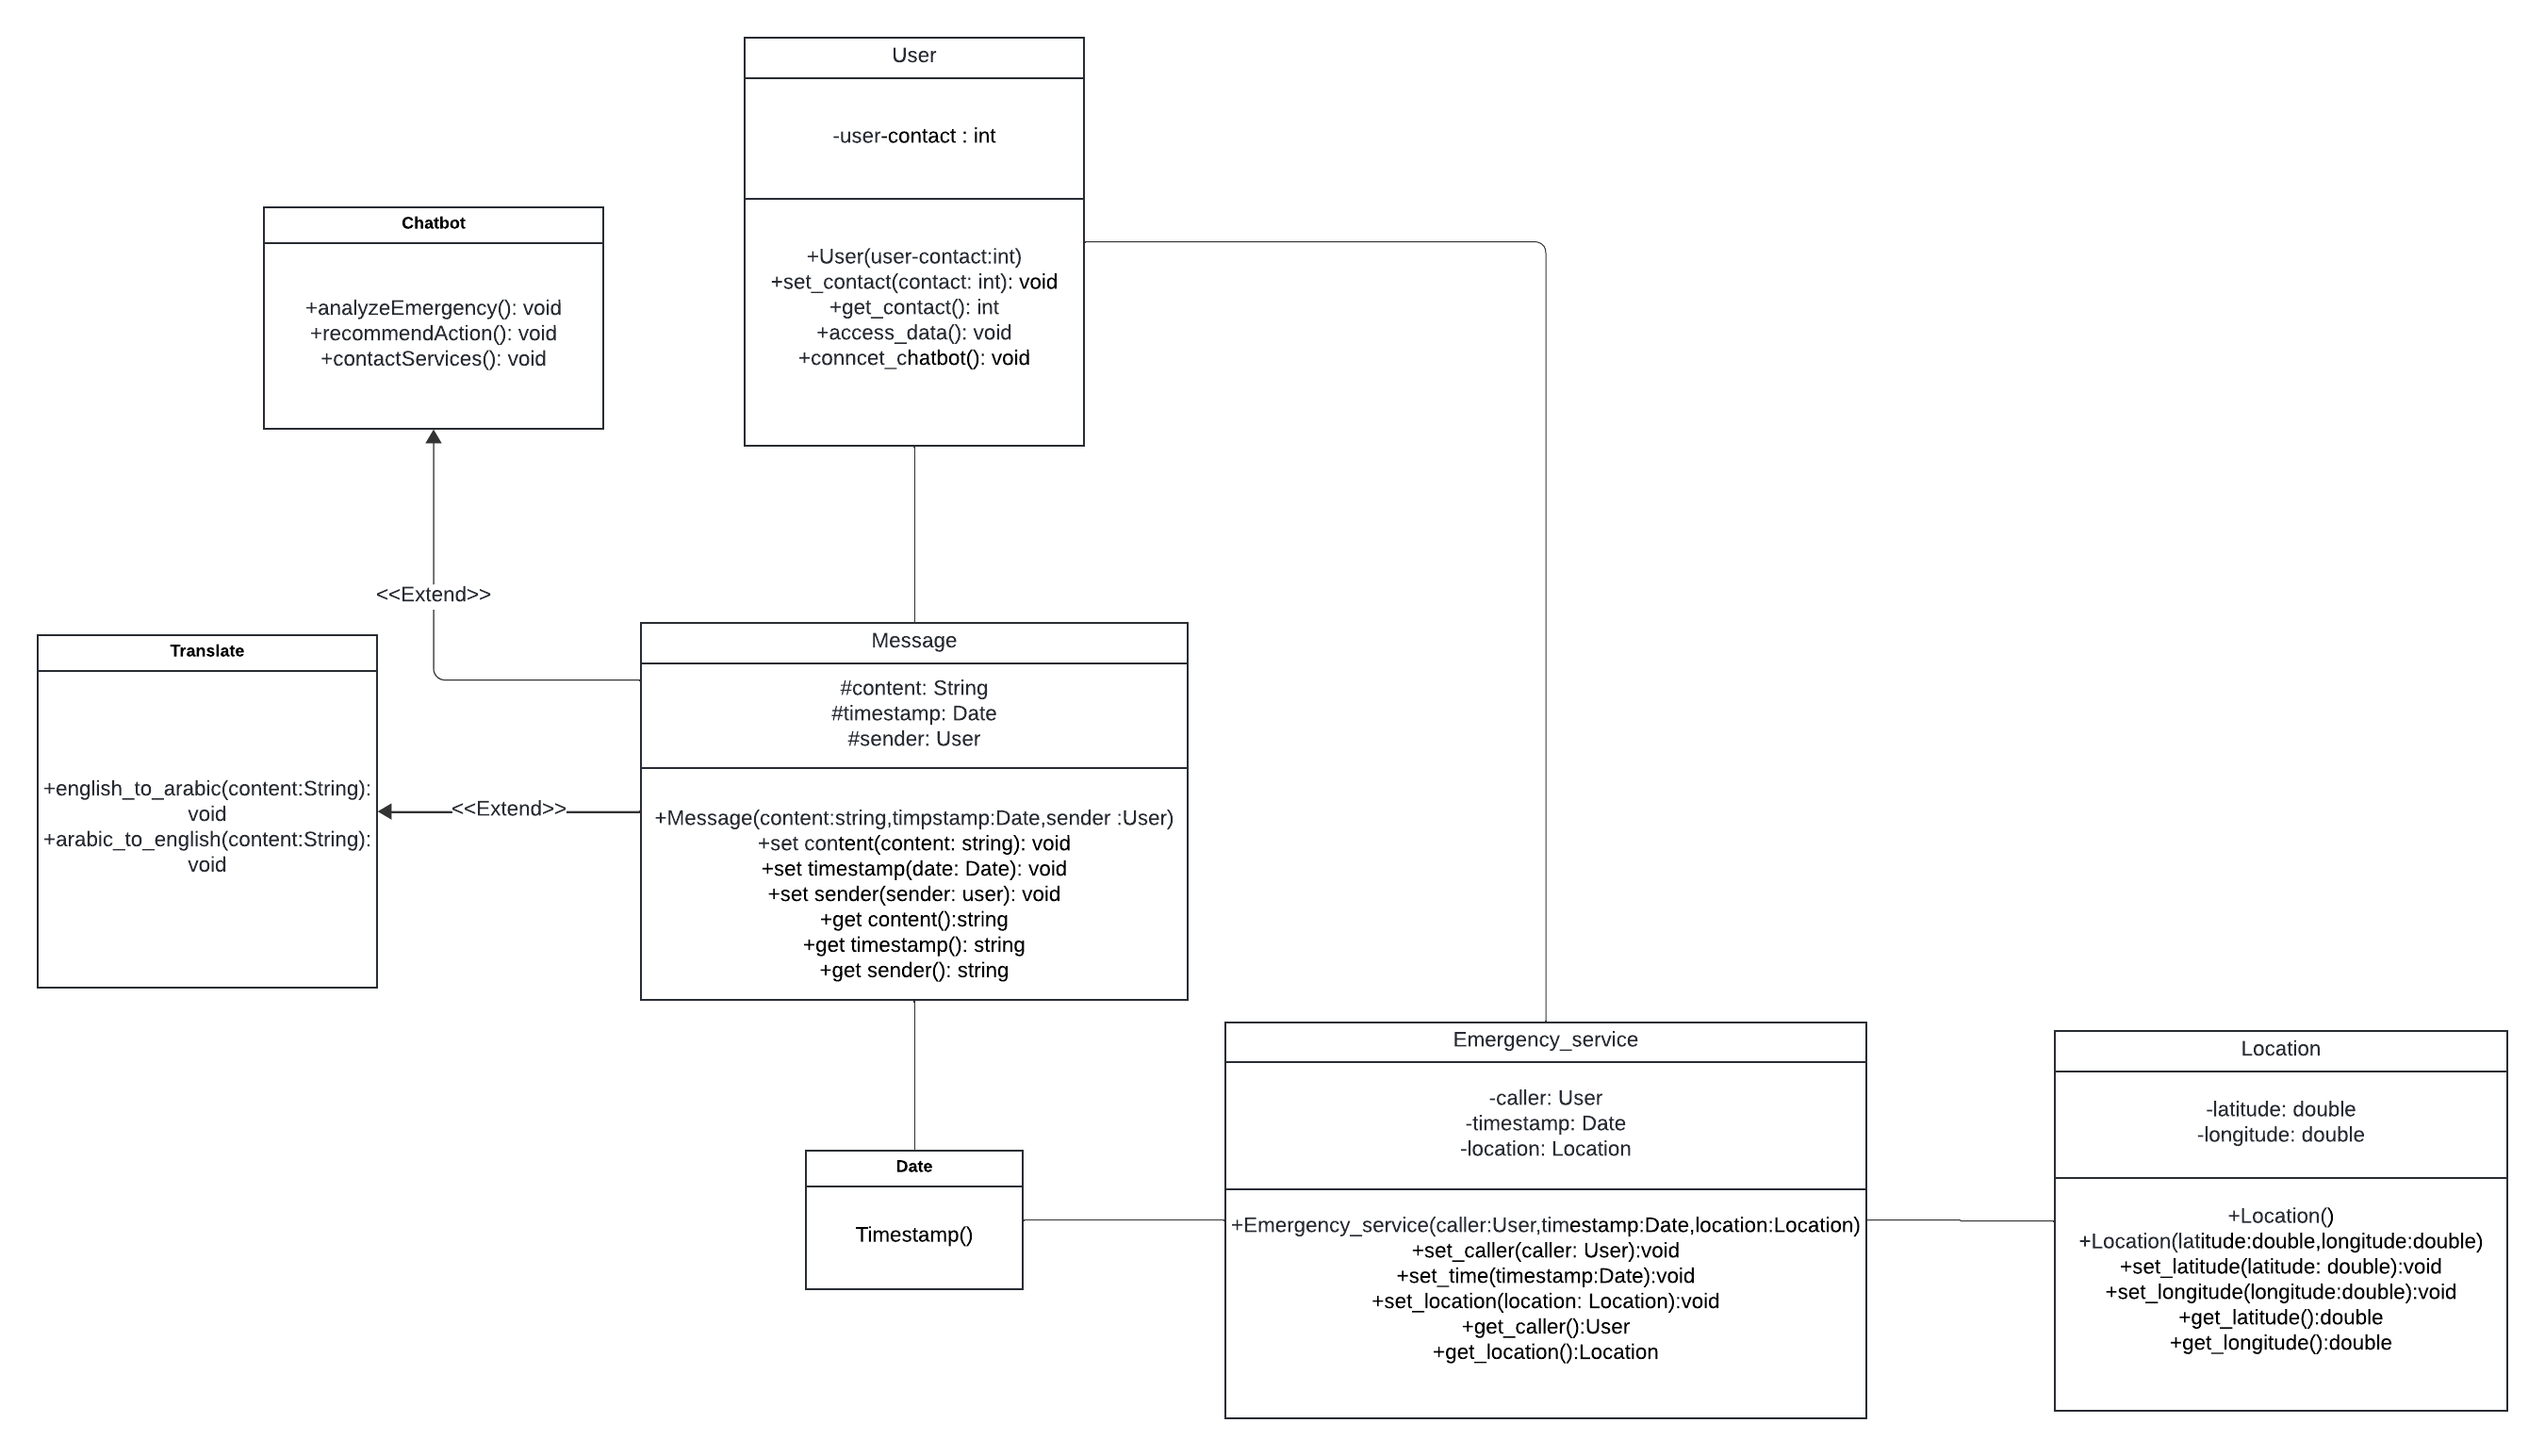 User
-user-contact : int
+User(user-contact:int)
+set_contact(contact: int): void
+get_contact(): int
+access_data(): void
+conncet_chatbot(): void
Chatbot
+analyzeEmergency(): void
+recommendAction(): void
+contactServices(): void
<<Extend>>
Translate
+english_to_arabic(content:String):
void
+arabic_to_english(content:String):
void
<<Extend>>
Message
#content: String
#timestamp: Date
#sender: User
+Message(content:string,timpstamp:Date,sender :User)
+set content(content: string): void
+set timestamp(date: Date): void
+set sender(sender: user): void
+get content():string
+get timestamp(): string
+get sender(): string
Date
Timestamp()
Emergency_service
-caller: User
-timestamp: Date
-location: Location
+Emergency_service(caller:User,timestamp:Date,location:Location)
+set_caller(caller: User):void
+set_time(timestamp:Date):void
+set_location(location: Location):void
+get_caller():User
+get_location():Location
Location
-latitude: double
-longitude: double
+Location()
+Location(latitude:double,longitude:double)
+set_latitude(latitude: double):void
+set_longitude(longitude:double):void
+get_latitude():double
+get_longitude():double